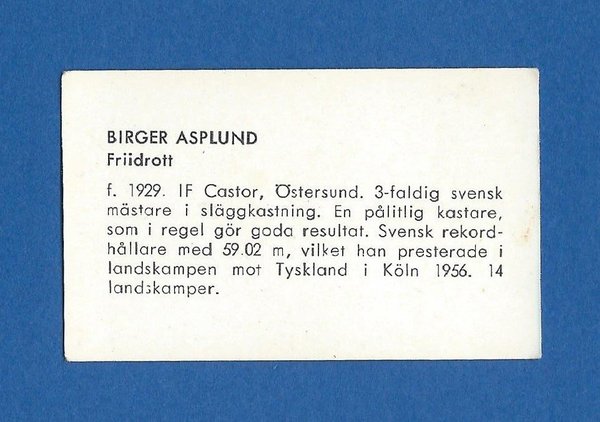 BIRGER ASPLUND
Friidrott
f. 1929. IF Castor, Östersund. 3-faldig svensk
mästare i släggkastning. En pålitlig kastare,
som i regel gör goda resultat. Svensk rekord-
hållare med 59.02 m, vilket han presterade i
landskampen mot Tyskland i Köln 1956. 14
landskamper.